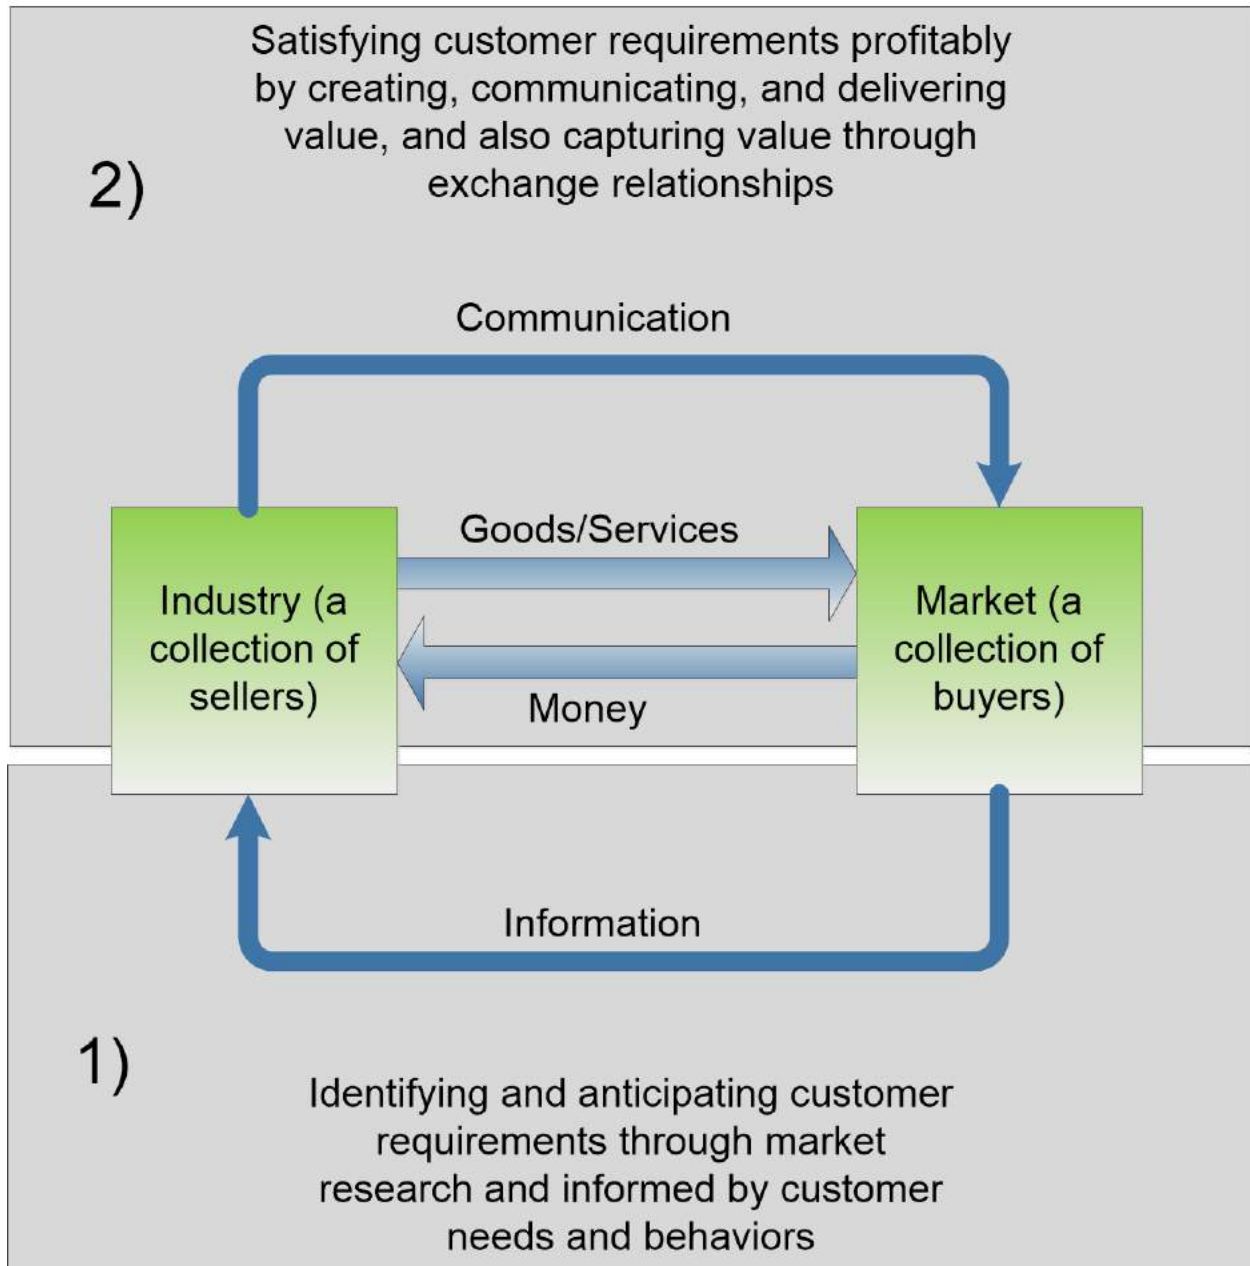 Satisfying customer requirements profitably
by creating, communicating, and delivering
value, and also capturing value through
exchange relationships
2)
Communication
Goods/Services
Industry (a
collection of
sellers)
Market (a
collection of
buyers)
Money
Information
1)
Identifying and anticipating customer
requirements through market
research and informed by customer
needs and behaviors